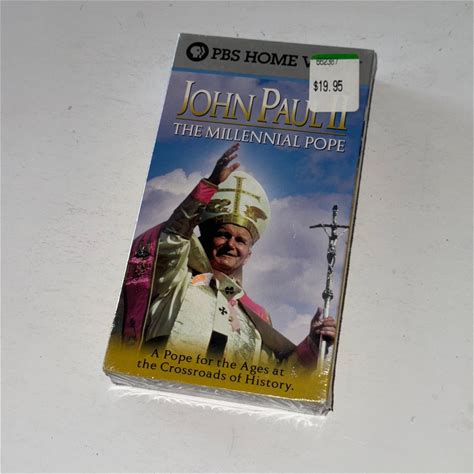 PBS HOME V
662387
$19.95
JOHN PAUL II
THE MILLENNIAL POPE
A Pope for the Ages at
the Crossroads of History.